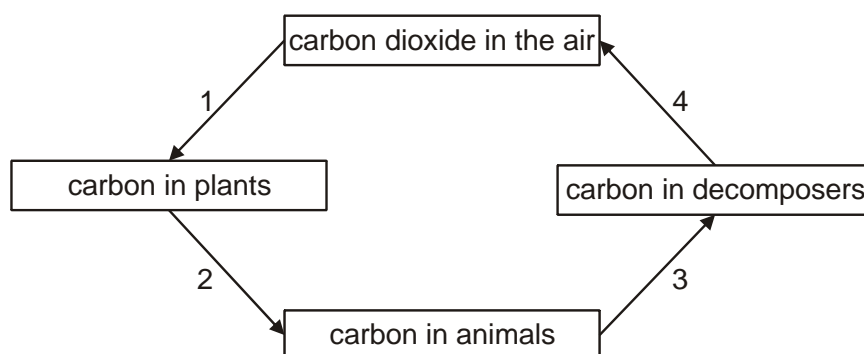 carbon dioxide in the air
1
4
carbon in plants
carbon in decomposers
2
3
carbon in animals